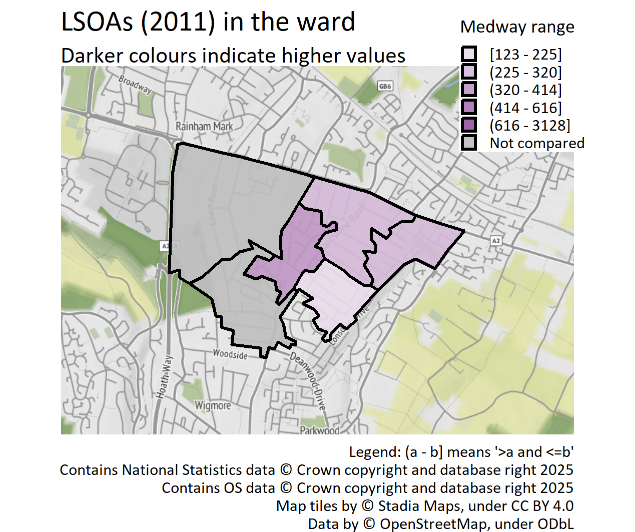 LSOAs (2011) in the ward
Darker colours indicate higher values
Medway range
[123 - 225]
(225 - 320]
(320 - 414]
(414 - 616]
(616 - 3128]
Not compared
Broadway
GB6
Rainham Mark
A2
A2
Woodside
Deanwood-Drive
Hoath-Way
Wigmore
Parkwood
Legend: (a - b] means '>a and <=b'
Contains National Statistics data © Crown copyright and database right 2025
Contains OS data © Crown copyright and database right 2025
Map tiles by © Stadia Maps, under CC BY 4.0
Data by © OpenStreetMap, under ODbL